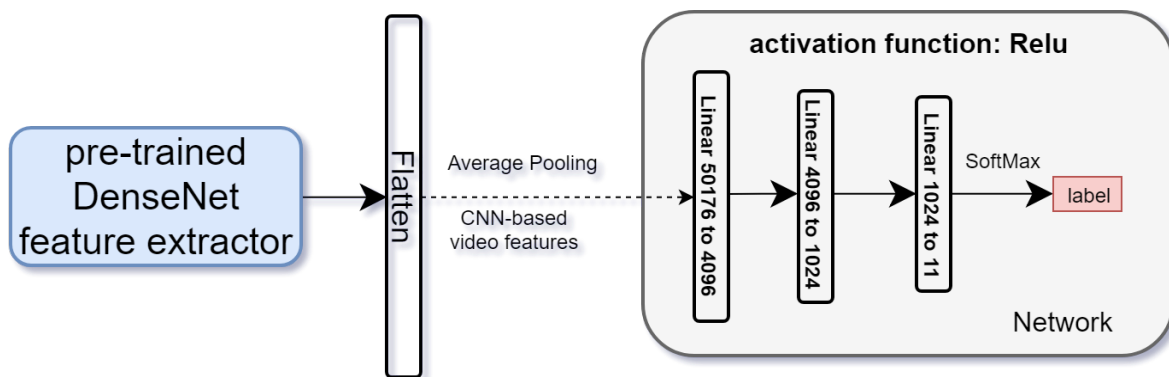 pre-trained
DenseNet
feature extractor
Flatten
Average Pooling
CNN-based
video features
activation function: Relu
Linear 50176 to 4096
Linear 4096 to 1024
Linear 1024 to 11
SoftMax
label
Network